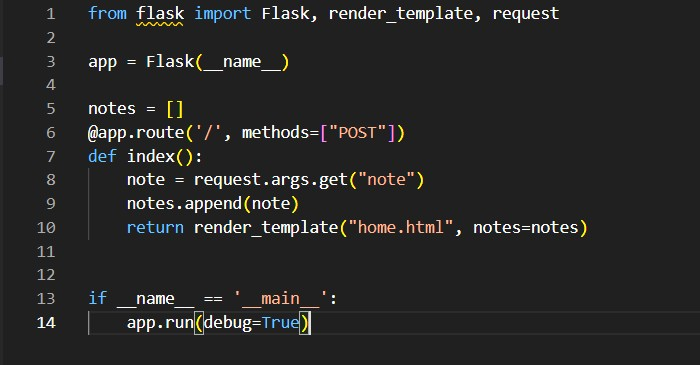 1 from flask import Flask, render_template, request
2
3 app = Flask(__name__)
4
5 notes = []
6 @app.route('/', methods=["POST"])
7 def index():
8     note = request.args.get("note")
9     notes.append(note)
10     return render_template("home.html", notes=notes)
11
12
13 if __name__ == '__main__':
14     app.run(debug=True)